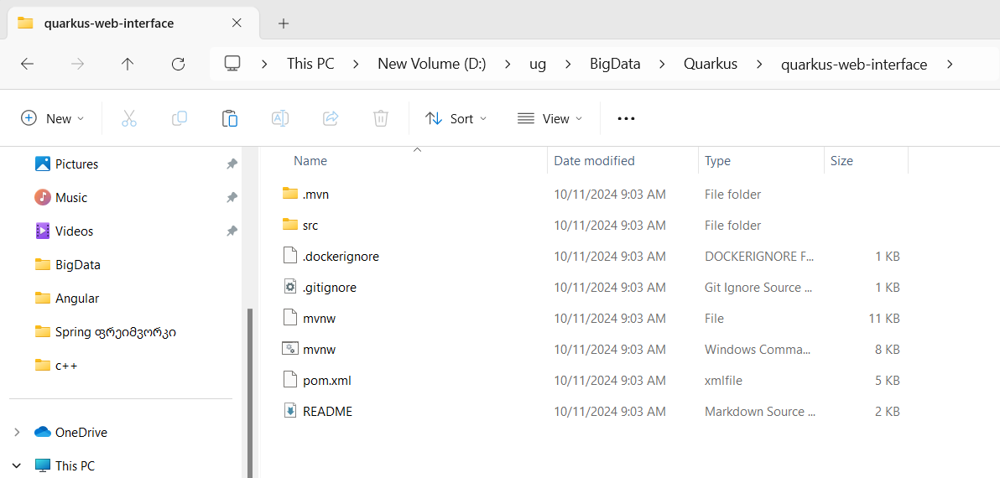 quarkus-web-interface
This PC New Volume (D:) ug BigData Quarkus quarkus-web-interface
New Sort View
Pictures
Music
Videos
BigData
Angular
Spring ფრეიმვორკი
c++
OneDrive
This PC
Name Date modified Type Size
.mvn 10/11/2024 9:03 AM File folder
src 10/11/2024 9:03 AM File folder
.dockerignore 10/11/2024 9:03 AM DOCKERIGNORE F... 1 KB
.gitignore 10/11/2024 9:03 AM Git Ignore Source ... 1 KB
mvnw 10/11/2024 9:03 AM File 11 KB
mvnw 10/11/2024 9:03 AM Windows Comma... 8 KB
pom.xml 10/11/2024 9:03 AM xmlfile 5 KB
README 10/11/2024 9:03 AM Markdown Source ... 2 KB